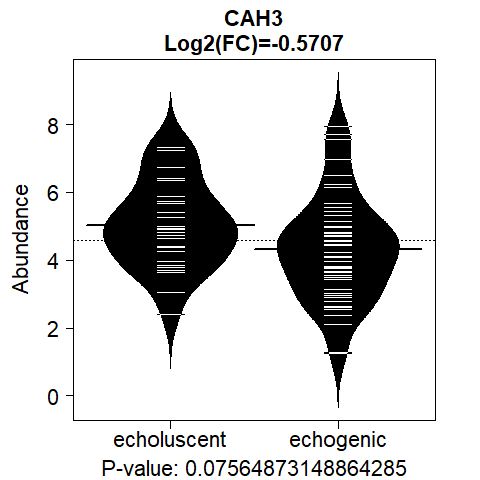 CAH3
Log2(FC)=-0.5707
Abundance
8
6
4
2
0
echoluscent echogenic
P-value: 0.07564873148864285